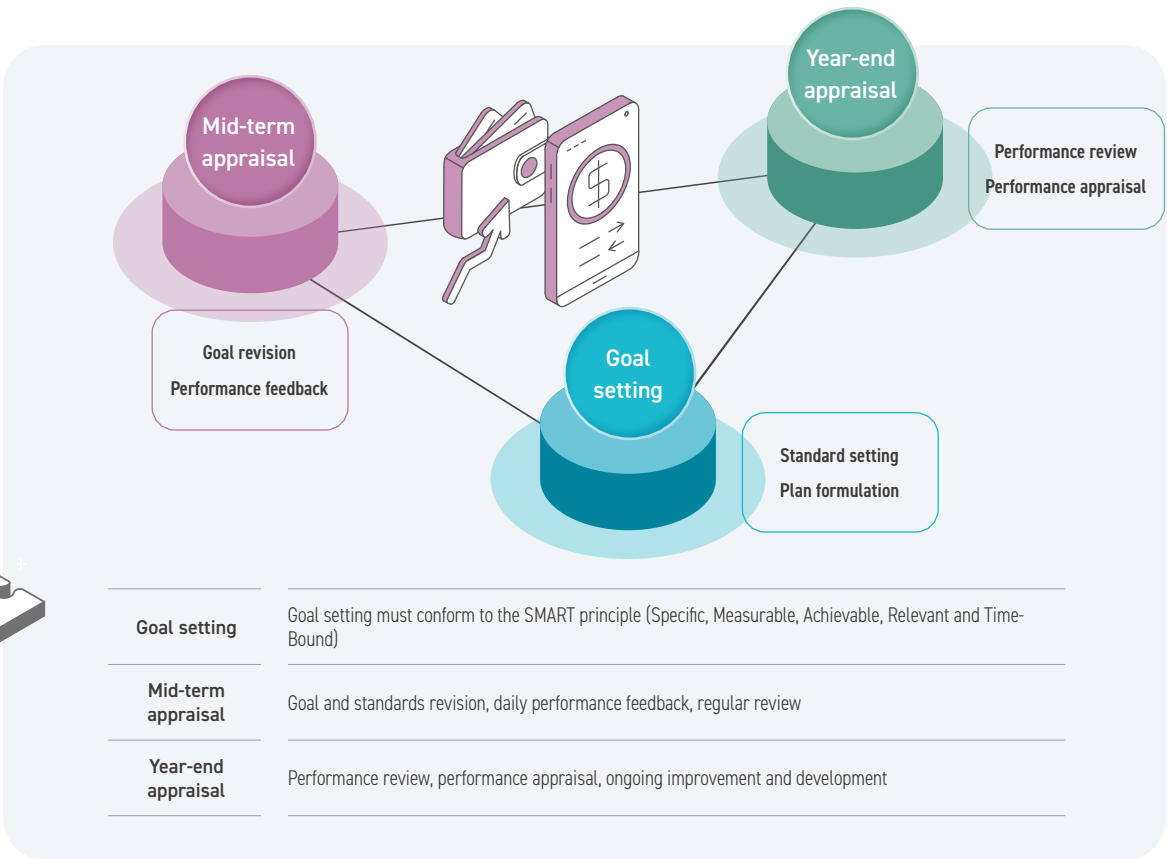 Year-end
appraisal
Mid-term
appraisal
Performance review
Performance appraisal
$
Goal revision
Performance feedback
Goal
setting
Standard setting
Plan formulation
Goal setting
Goal setting must conform to the SMART principle (Specific, Measurable, Achievable, Relevant and Time-
Bound)
Mid-term
appraisal
Goal and standards revision, daily performance feedback, regular review
Year-end
appraisal
Performance review, performance appraisal, ongoing improvement and development